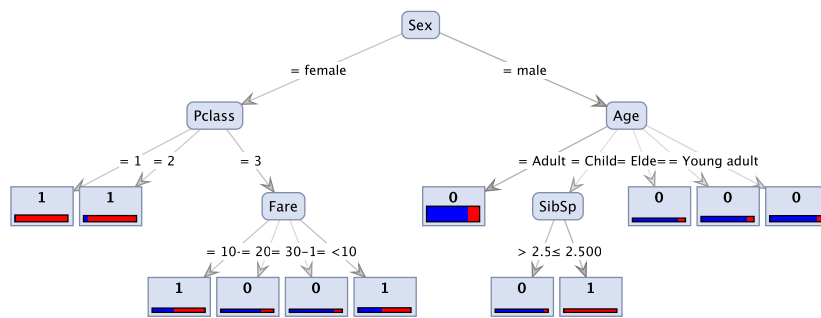 Sex
= female = male
Pclass Age
= 1 = 2 = 3 = Adult = Child = Elde = = Young adult
1 1 Fare 0 SibSp 0 0 0
= 10- = 20 = 30-1 = <10 > 2.5 ≤ 2.500
1 0 0 1 0 1